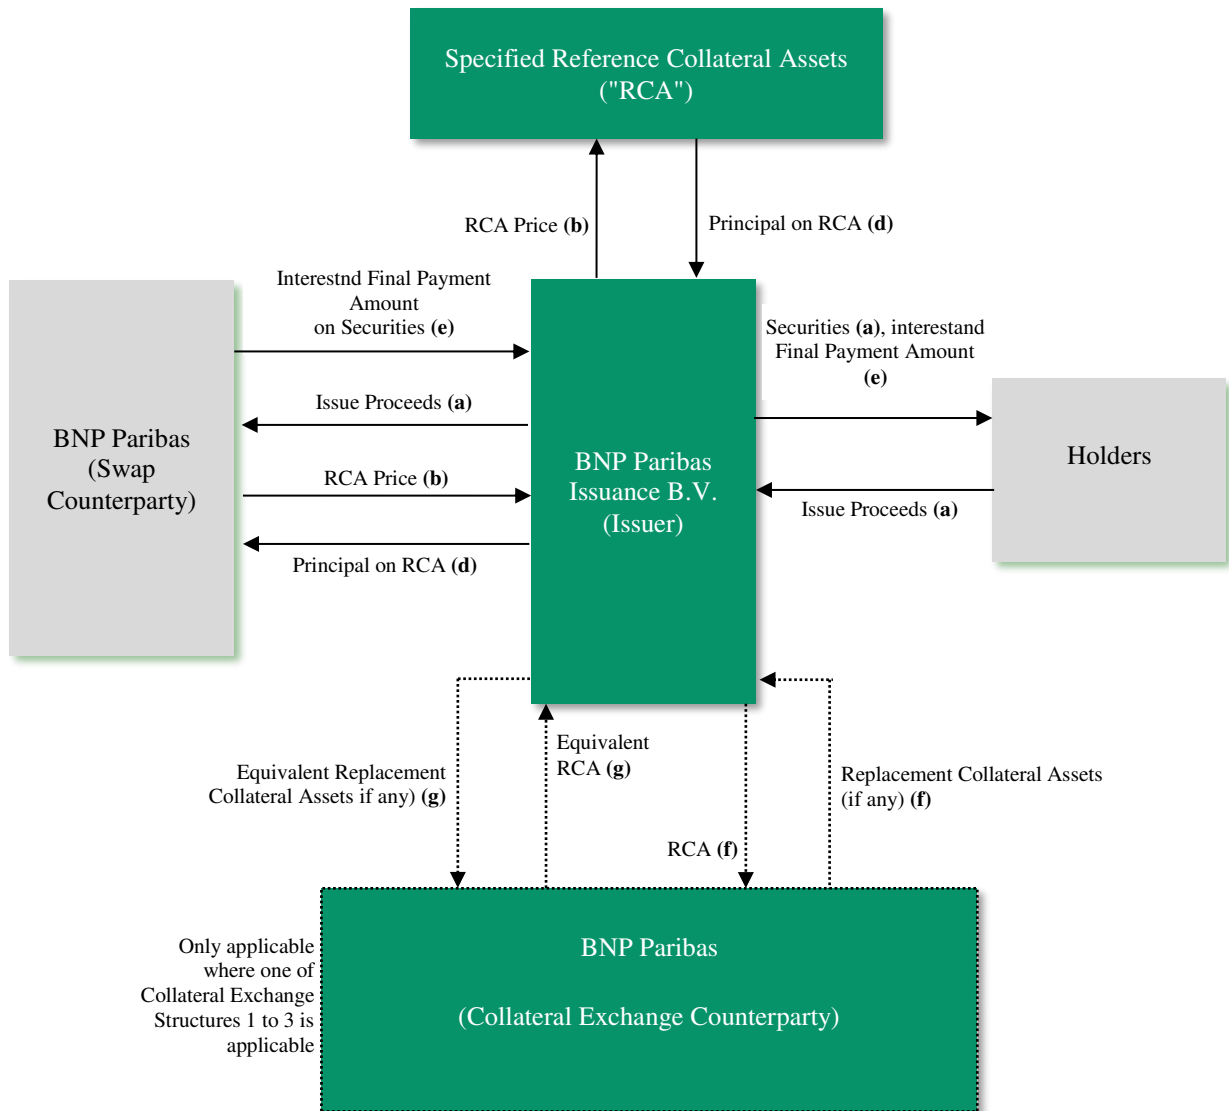 Specified Reference Collateral Assets
("RCA")
RCA Price (b)
Principal on RCA (d)
Interestnd Final Payment
Amount
on Securities (e)
Securities (a), interestand
Final Payment Amount
(e)
Issue Proceeds (a)
BNP Paribas
(Swap
Counterparty)
RCA Price (b)
BNP Paribas
Issuance B.V.
(Issuer)
Holders
Issue Proceeds (a)
Principal on RCA (d)
Equivalent Replacement
Collateral Assets if any) (g)
Equivalent
RCA (g)
RCA (f)
Replacement Collateral Assets
(if any) (f)
Only applicable
where one of
Collateral Exchange
Structures 1 to 3 is
applicable
BNP Paribas
(Collateral Exchange Counterparty)